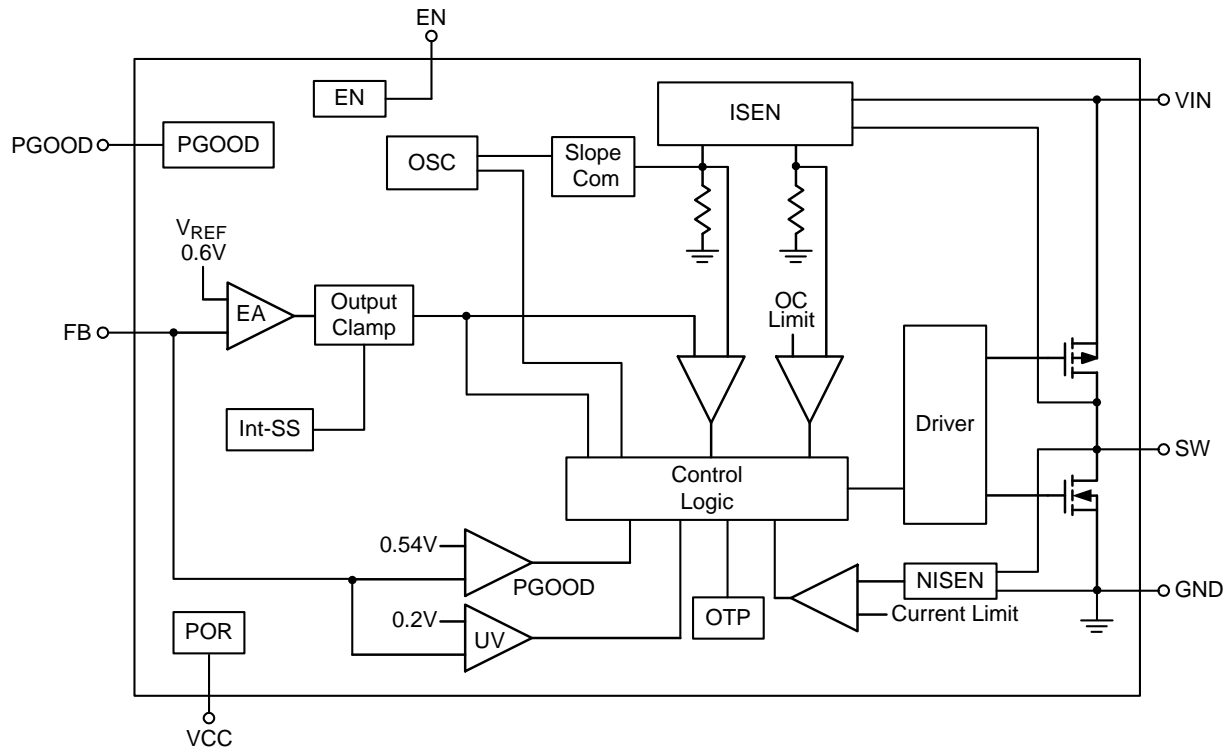 EN
EN
ISEN
VIN
PGOOD
PGOOD
OSC
Slope
Com
VREF
0.6V
EA
Output
Clamp
OC
Limit
FB
Int-SS
Driver
SW
Control
Logic
0.54V
PGOOD
NISEN
GND
Current Limit
OTP
0.2V
UV
POR
VCC